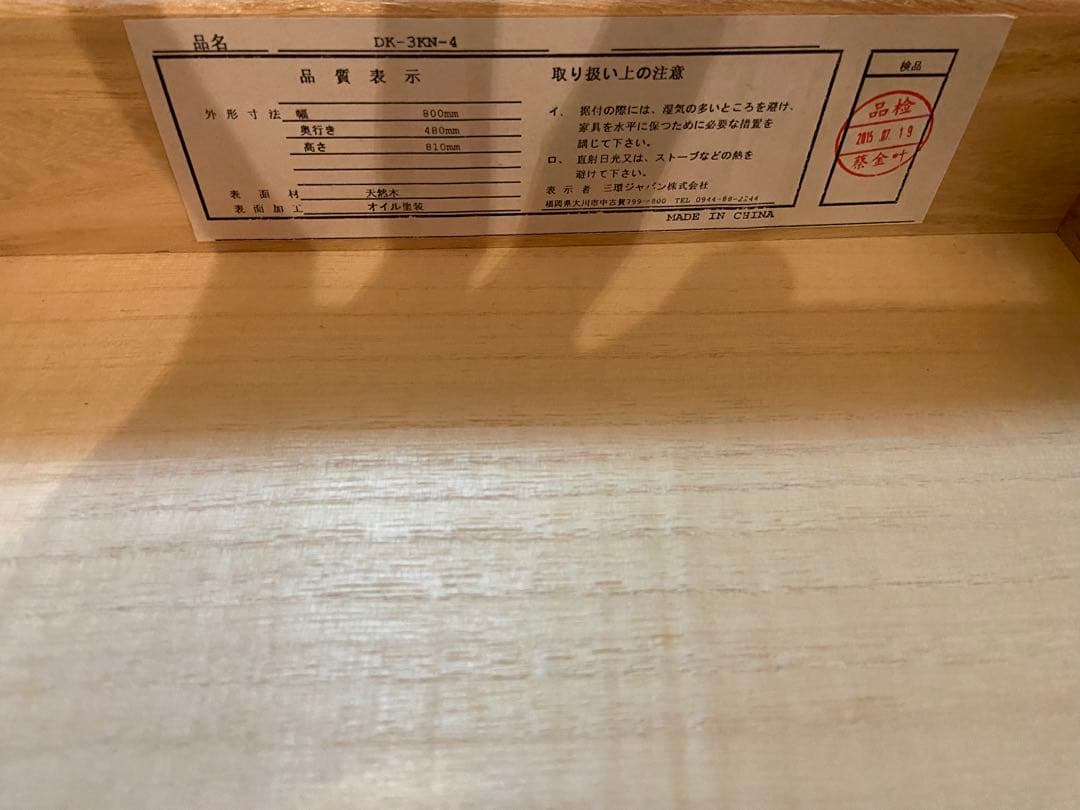 品名 DK-3KN-4
品質表示
外形寸法 幅 800mm
奥行き 480mm
高さ 810mm
表面材 天然木
表面加工 オイル塗装
取り扱い上の注意
イ、据付の際には、湿気の多いところを避け、
家具を水平に保つために必要な措置を
講じて下さい。
ロ、直射日光又は、ストーブなどの熱を
避けて下さい。
表示者 三環ジャパン株式会社
福岡県大川市中古賀 TEL 0944-88-2244
MADE IN CHINA
検品
品检
2015.07.19
蔡金叶